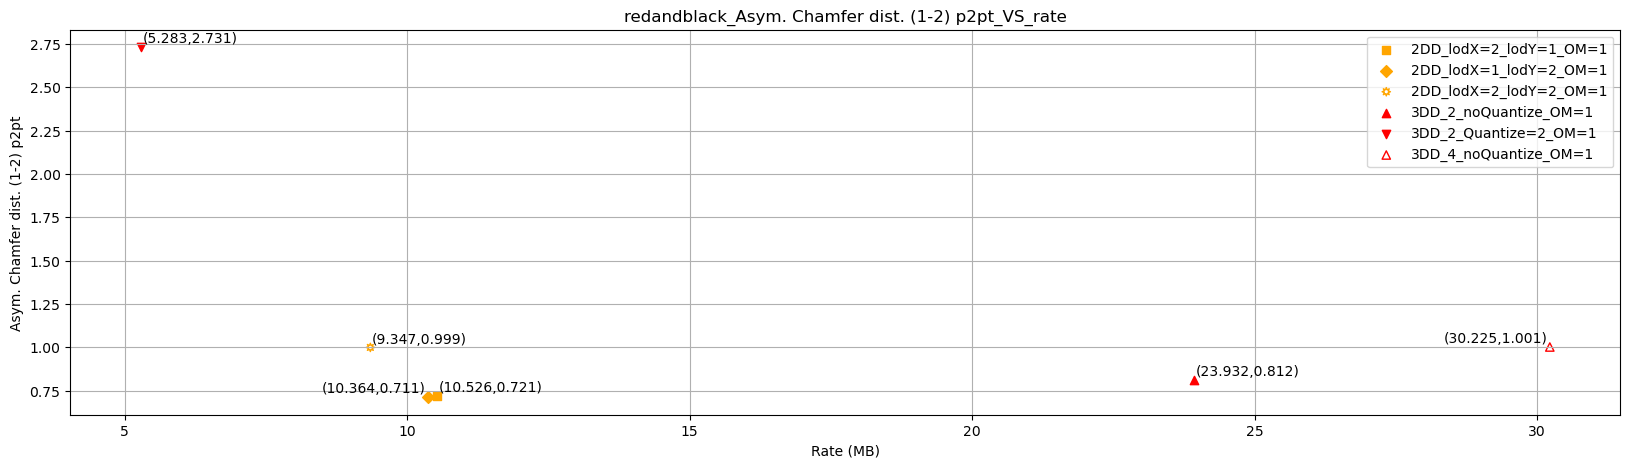 redandblack_Asym. Chamfer dist. (1-2) p2pt_VS_rate
Asym. Chamfer dist. (1-2) p2pt
2.75
2.50
2.25
2.00
1.75
1.50
1.25
1.00
0.75
(5.283,2.731)
2DD_lodX=2_lodY=1_OM=1
2DD_lodX=1_lodY=2_OM=1
2DD_lodX=2_lodY=2_OM=1
3DD_2_noQuantize_OM=1
3DD_2_Quantize=2_OM=1
3DD_4_noQuantize_OM=1
(9.347,0.999)
(30.225,1.001)
(23.932,0.812)
(10.364,0.711)
(10.526,0.721)
5
10
15
20
25
30
Rate (MB)